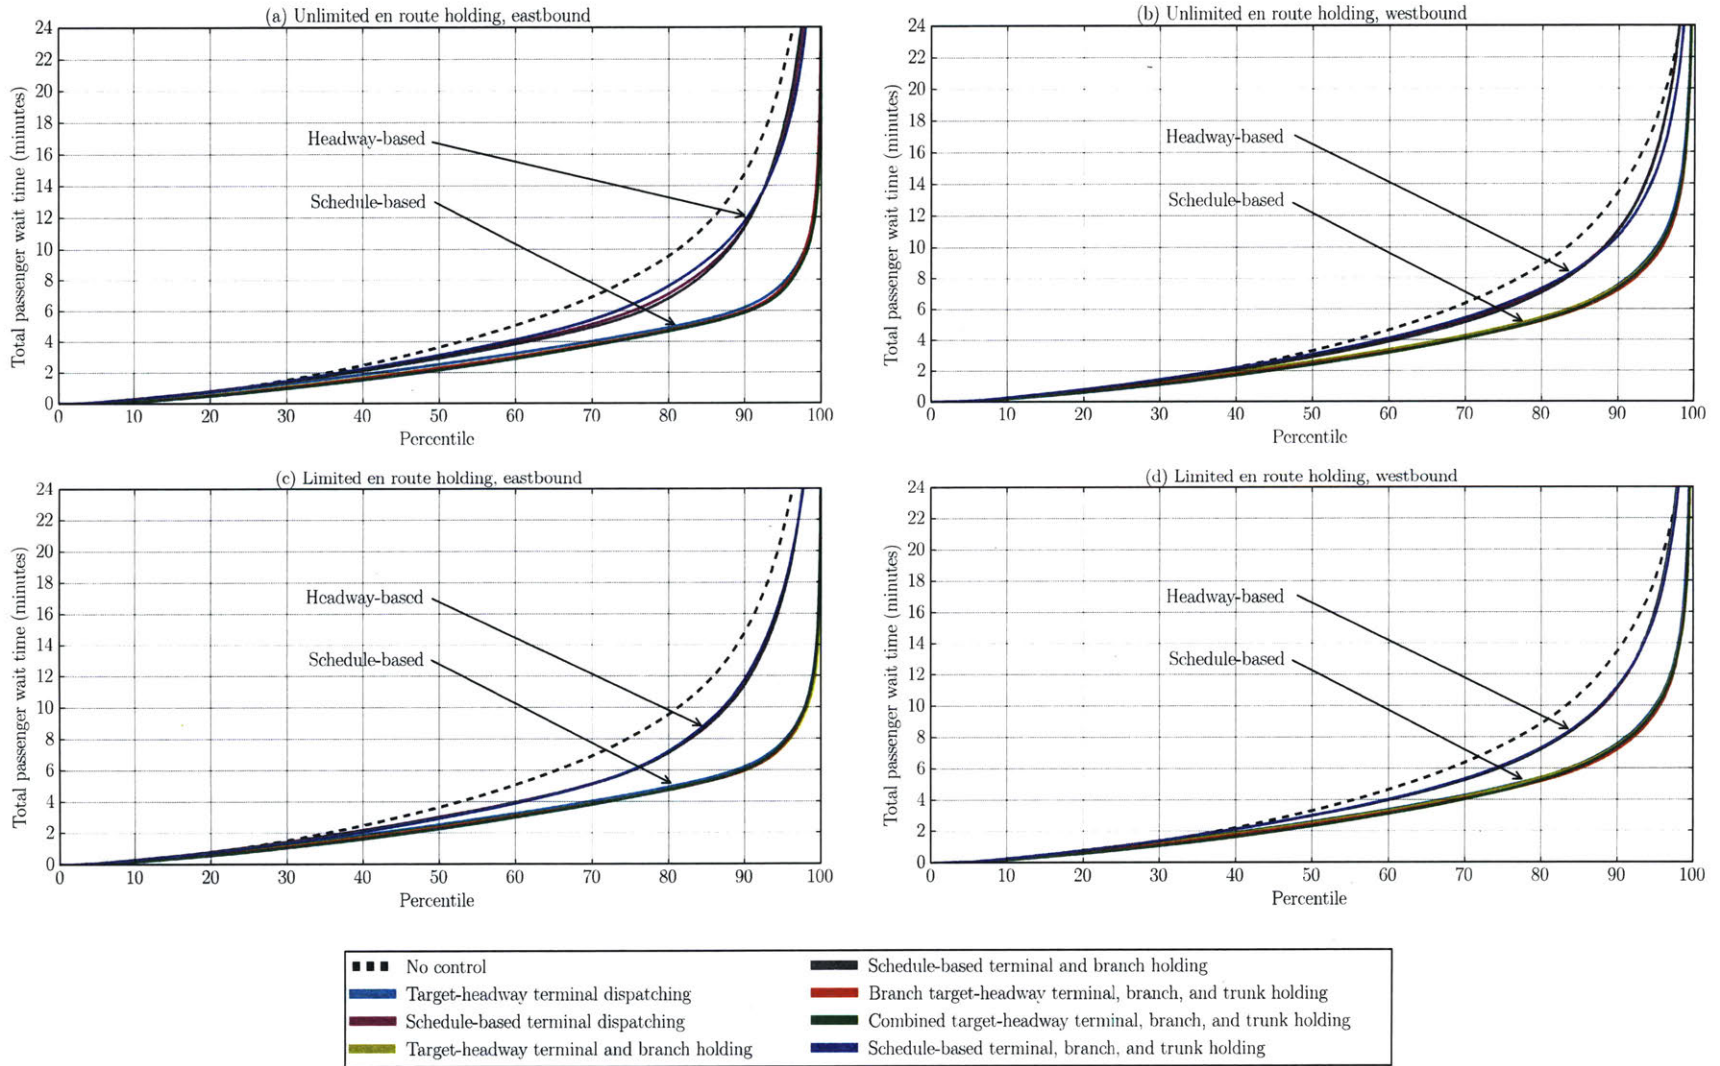 (a) Unlimited en route holding, eastbound
24
22
20
18
16
14
12
10
8
6
4
2
0
Total passenger wait time (minutes)
Headway-based
Schedule-based
0 10 20 30 40 50 60 70 80 90 100
Percentile
(b) Unlimited en route holding, westbound
24
22
20
18
16
14
12
10
8
6
4
2
0
Total passenger wait time (minutes)
Headway-based
Schedule-based
0 10 20 30 40 50 60 70 80 90 100
Percentile
(c) Limited en route holding, eastbound
24
22
20
18
16
14
12
10
8
6
4
2
0
Total passenger wait time (minutes)
Headway-based
Schedule-based
0 10 20 30 40 50 60 70 80 90 100
Percentile
(d) Limited en route holding, westbound
24
22
20
18
16
14
12
10
8
6
4
2
0
Total passenger wait time (minutes)
Headway-based
Schedule-based
0 10 20 30 40 50 60 70 80 90 100
Percentile
No control
Target-headway terminal dispatching
Schedule-based terminal dispatching
Target-headway terminal and branch holding
Schedule-based terminal and branch holding
Branch target-headway terminal, branch, and trunk holding
Combined target-headway terminal, branch, and trunk holding
Schedule-based terminal, branch, and trunk holding